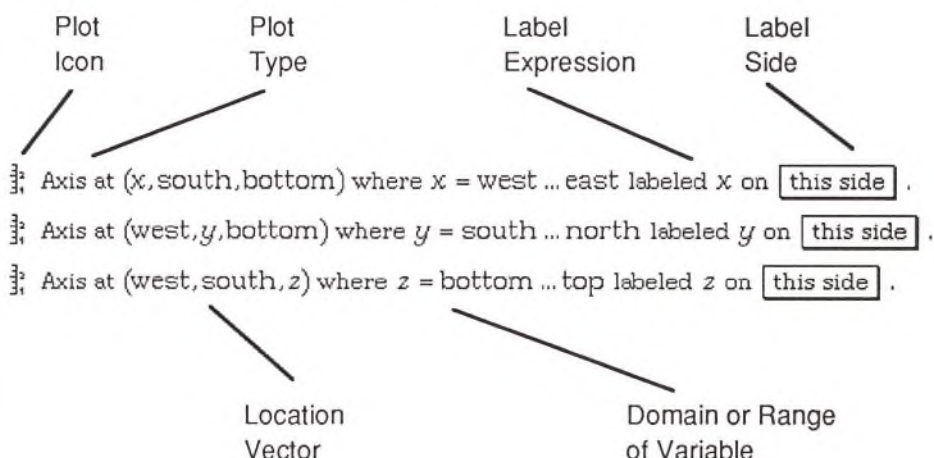 Plot Plot Label Label
Icon Type Expression Side
Axis at (x,south,bottom) where x = west ... east labeled x on this side .
Axis at (west,y,bottom) where y = south ... north labeled y on this side .
Axis at (west,south,z) where z = bottom ... top labeled z on this side .
Location Domain or Range
Vector of Variable